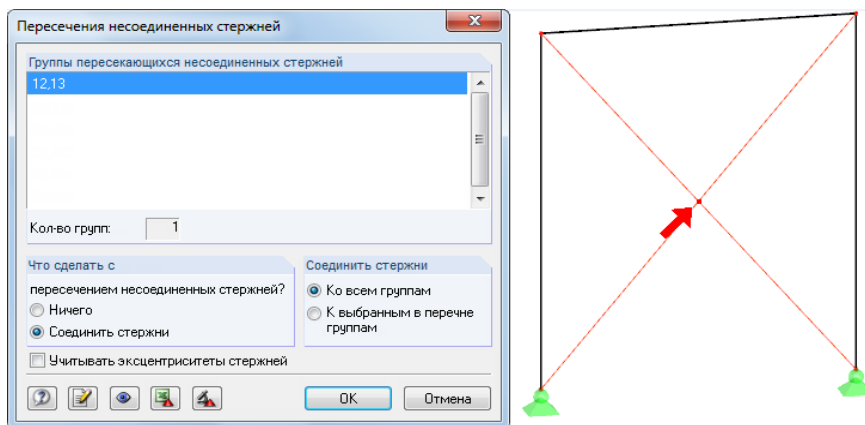 Пересечения несоединенных стержней
Группы пересекающихся несоединенных стержней
12,13
Кол-во групп: 1
Что сделать с
пересечением несоединенных стержней?
Ничего
Соединить стержни
Соединить стержни
Ко всем группам
К выбранным в перечне
группам
Учитывать эксцентриситеты стержней
OK
Отмена